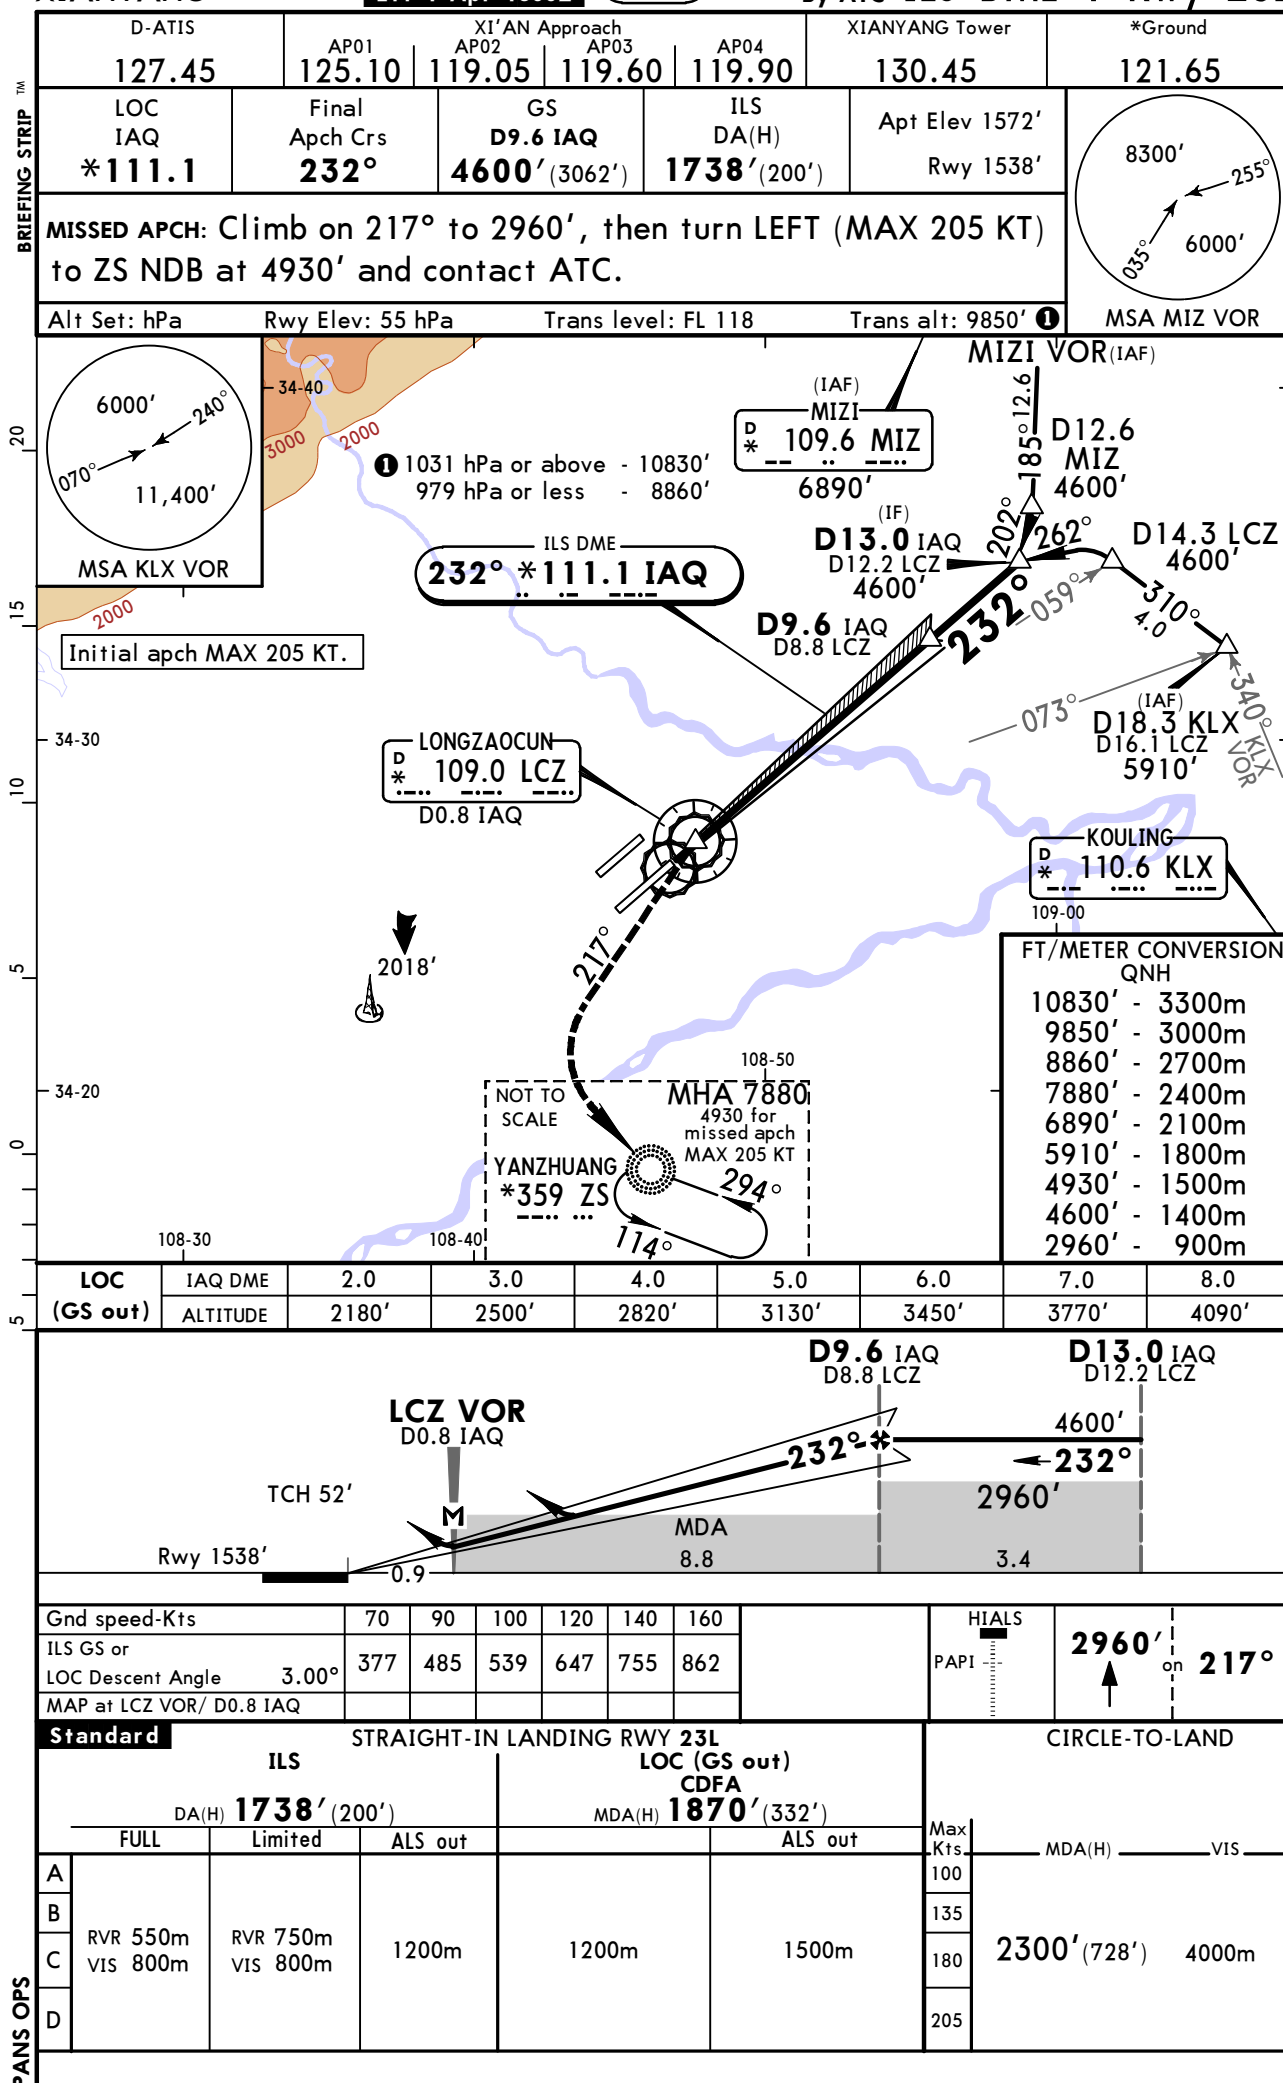 XIANYANG
D-ATIS
127.45
XI'AN Approach
AP01 AP02 AP03 AP04
125.10 119.05 119.60 119.90
XIANYANG Tower
130.45
*Ground
121.65
BRIEFING STRIP TM
LOC
IAQ
*111.1
Final
Apch Crs
232°
GS
D9.6 IAQ
4600'(3062')
ILS
DA(H)
1738'(200')
Apt Elev 1572'
Rwy 1538'
8300'
255°
035°
6000'
MSA MIZ VOR
MISSED APCH: Climb on 217° to 2960', then turn LEFT (MAX 205 KT)
to ZS NDB at 4930' and contact ATC.
Alt Set: hPa Rwy Elev: 55 hPa Trans level: FL 118 Trans alt: 9850' 1
6000'
240°
070°
11,400'
MSA KLX VOR
34-40
3000
2000
2000
1 1031 hPa or above - 10830'
979 hPa or less - 8860'
Initial apch MAX 205 KT.
MIZI VOR(IAF)
(IAF)
MIZI
D
* 109.6 MIZ
6890'
185° 12.6
D12.6
MIZ
4600'
202°
262°
(IF)
D13.0 IAQ
D12.2 LCZ
4600'
D14.3 LCZ
4600'
ILS DME
232° *111.1 IAQ
D9.6 IAQ
D8.8 LCZ
232°
059°
310°
4.0
073°
(IAF)
D18.3 KLX
D16.1 LCZ
5910'
340°
KLX
VOR
20
15
34-30
10
LONGZAOCUN
D
* 109.0 LCZ
D0.8 IAQ
KOULING
D
* 110.6 KLX
109-00
217°
2018'
5
34-20
0
5
108-50
NOT TO
SCALE
MHA 7880
4930 for
missed apch
MAX 205 KT
YANZHUANG
*359 ZS
294°
114°
108-30
108-40
FT/METER CONVERSION
QNH
10830' - 3300m
9850' - 3000m
8860' - 2700m
7880' - 2400m
6890' - 2100m
5910' - 1800m
4930' - 1500m
4600' - 1400m
2960' - 900m
LOC
(GS out)
IAQ DME 2.0 3.0 4.0 5.0 6.0 7.0 8.0
ALTITUDE 2180' 2500' 2820' 3130' 3450' 3770' 4090'
D9.6 IAQ
D8.8 LCZ
D13.0 IAQ
D12.2 LCZ
LCZ VOR
D0.8 IAQ
4600'
232°
232°
TCH 52'
M
2960'
MDA
Rwy 1538'
0.9
8.8
3.4
Gnd speed-Kts 70 90 100 120 140 160
ILS GS or
LOC Descent Angle 3.00° 377 485 539 647 755 862
MAP at LCZ VOR/ D0.8 IAQ
HIALS
PAPI
2960' on 217°
Standard
STRAIGHT-IN LANDING RWY 23L
CIRCLE-TO-LAND
ILS
LOC (GS out)
CDFA
DA(H) 1738'(200')
MDA(H) 1870'(332')
FULL Limited ALS out
ALS out
Max
Kts
MDA(H) VIS
A
B
C
D
RVR 550m
VIS 800m
RVR 750m
VIS 800m
1200m
1200m
1500m
100
135
180
205
2300'(728') 4000m
PANS OPS